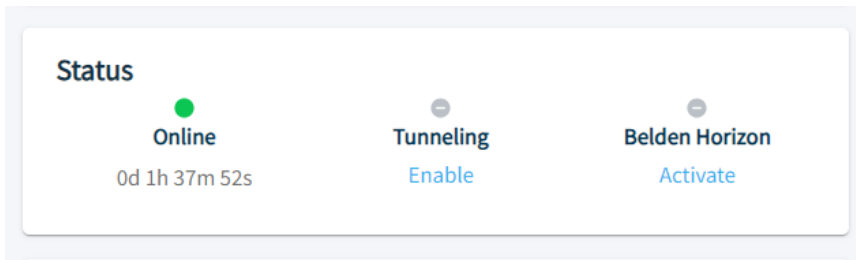 Status
Online
Tunneling
Belden Horizon
0d 1h 37m 52s
Enable
Activate